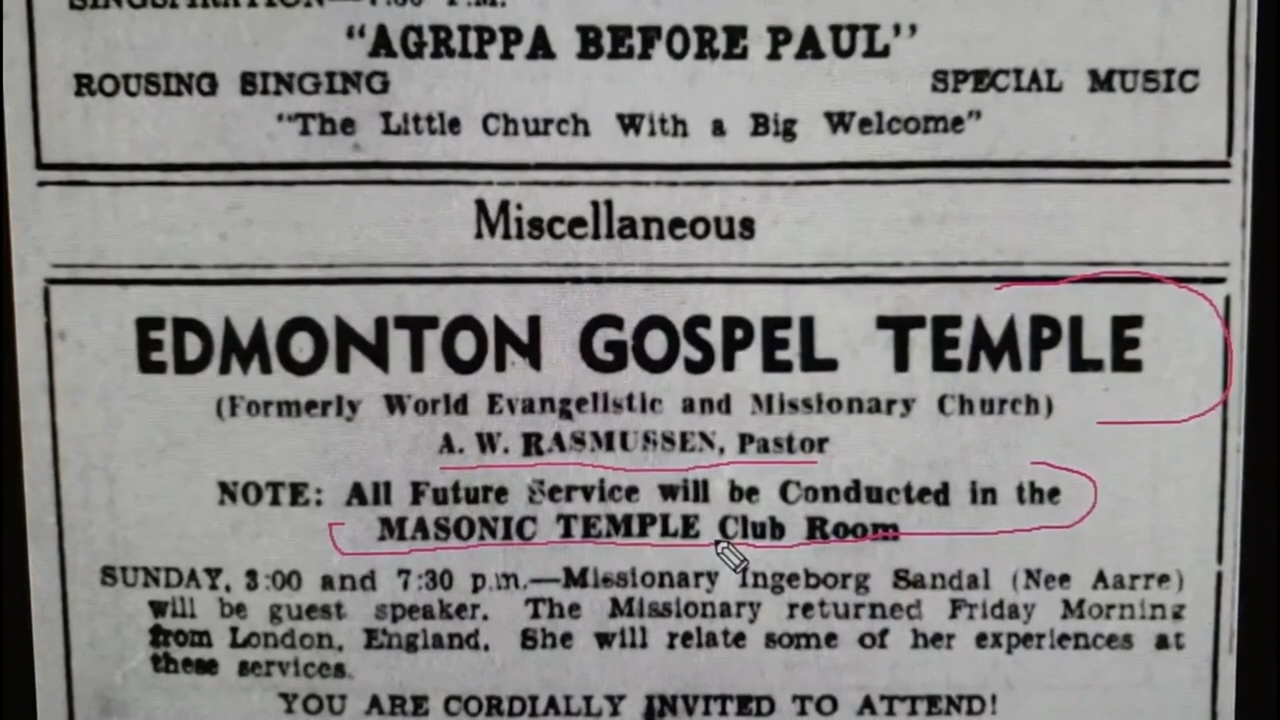 SINGSPIRATION—7:30 P.M.
"AGRIPPA BEFORE PAUL"
ROUSING SINGING SPECIAL MUSIC
"The Little Church With a Big Welcome"
Miscellaneous
EDMONTON GOSPEL TEMPLE
(Formerly World Evangelistic and Missionary Church)
A. W. RASMUSSEN, Pastor
NOTE: All Future Service will be Conducted in the
MASONIC TEMPLE Club Room
SUNDAY, 3:00 and 7:30 p.m.—Missionary Ingeborg Sandal (Nee Aarre)
will be guest speaker. The Missionary returned Friday Morning
from London, England. She will relate some of her experiences at
these services.
YOU ARE CORDIALLY INVITED TO ATTEND!